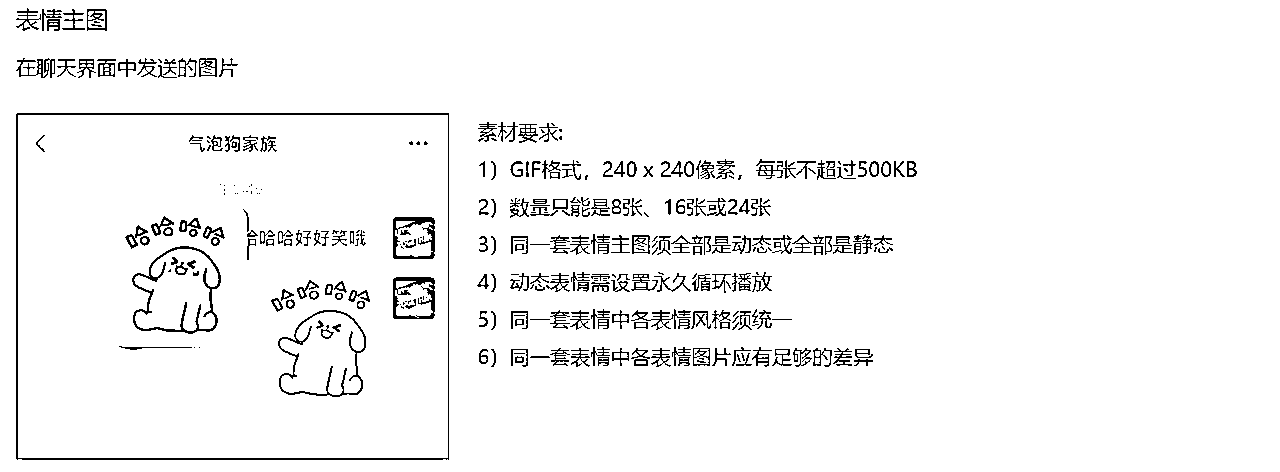 表情主图
在聊天界面中发送的图片
气泡狗家族
哈哈哈哈
哈哈哈好好笑哦
哈哈哈哈
素材要求:
1）GIF格式，240 x 240像素，每张不超过500KB
2）数量只能是8张、16张或24张
3）同一套表情主图须全部是动态或全部是静态
4）动态表情需设置永久循环播放
5）同一套表情中各表情风格须统一
6）同一套表情中各表情图片应有足够的差异